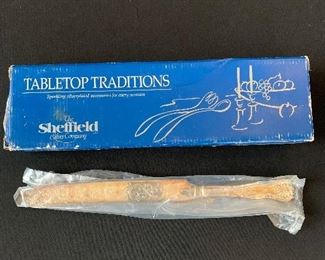 TABLETOP TRADITIONS
Sparkling silverplated accessories for every occasion
The
Sheffield
Silver Company